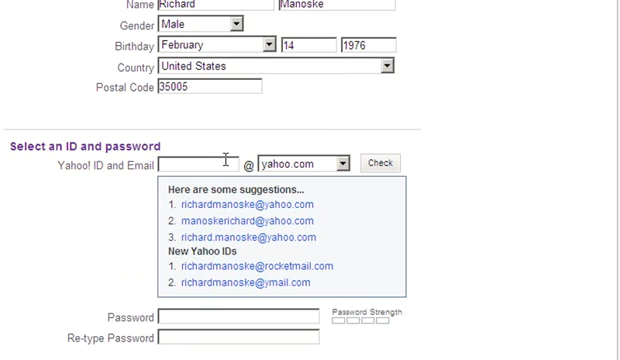 Name Richard Manoske
Gender Male
Birthday February 14 1976
Country United States
Postal Code 35005
Select an ID and password
Yahoo! ID and Email @ yahoo.com Check
Here are some suggestions...
1. richardmanoske@yahoo.com
2. manoskerichard@yahoo.com
3. richard.manoske@yahoo.com
New Yahoo IDs
1. richardmanoske@rocketmail.com
2. richardmanoske@ymail.com
Password Password Strength
Re-type Password